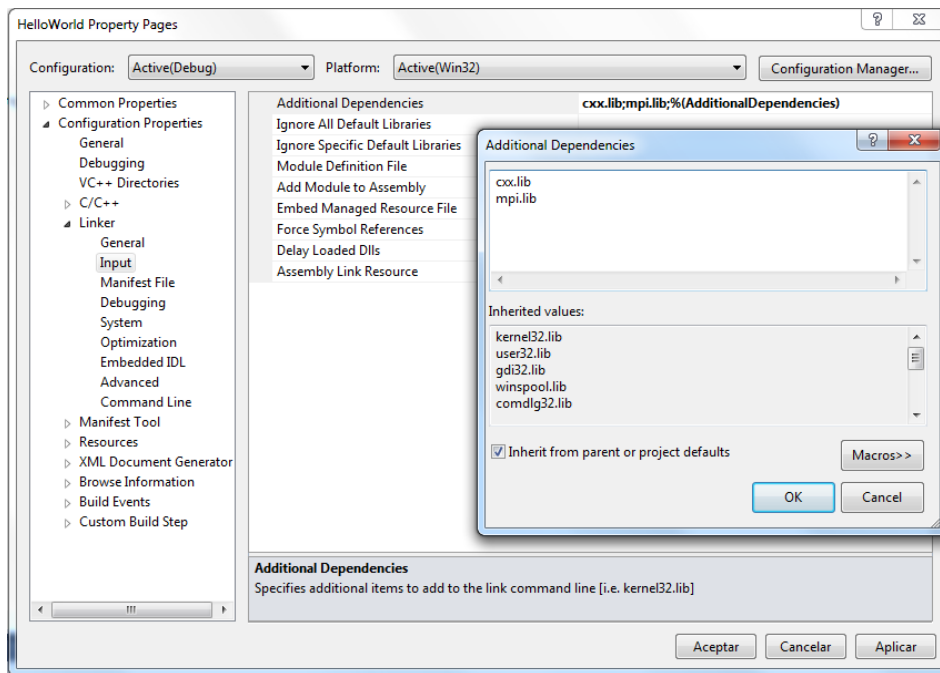 HelloWorld Property Pages
Configuration: Active(Debug) Platform: Active(Win32) Configuration Manager...
Common Properties
Configuration Properties
General
Debugging
VC++ Directories
C/C++
Linker
General
Input
Manifest File
Debugging
System
Optimization
Embedded IDL
Advanced
Command Line
Manifest Tool
Resources
XML Document Generator
Browse Information
Build Events
Custom Build Step
Additional Dependencies cxx.lib;mpi.lib;%(AdditionalDependencies)
Ignore All Default Libraries
Ignore Specific Default Libraries
Module Definition File
Add Module to Assembly
Embed Managed Resource File
Force Symbol References
Delay Loaded Dlls
Assembly Link Resource
Additional Dependencies
cxx.lib
mpi.lib
Inherited values:
kernel32.lib
user32.lib
gdi32.lib
winspool.lib
comdlg32.lib
Inherit from parent or project defaults
Macros>>
OK Cancel
Additional Dependencies
Specifies additional items to add to the link command line [i.e. kernel32.lib]
Aceptar Cancelar Aplicar